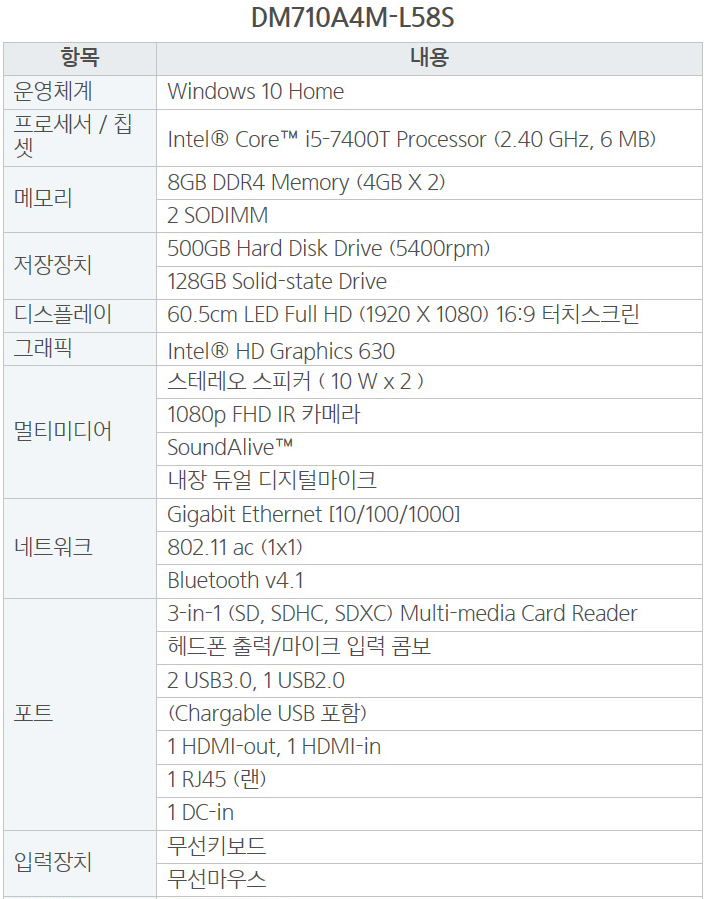 DM710A4M-L58S
항목 내용
운영체계 Windows 10 Home
프로세서 / 칩
셋 Intel® Core™ i5-7400T Processor (2.40 GHz, 6 MB)
메모리 8GB DDR4 Memory (4GB X 2)
2 SODIMM
저장장치 500GB Hard Disk Drive (5400rpm)
128GB Solid-state Drive
디스플레이 60.5cm LED Full HD (1920 X 1080) 16:9 터치스크린
그래픽 Intel® HD Graphics 630
멀티미디어 스테레오 스피커 ( 10 W x 2 )
1080p FHD IR 카메라
SoundAlive™
내장 듀얼 디지털마이크
네트워크 Gigabit Ethernet [10/100/1000]
802.11 ac (1x1)
Bluetooth v4.1
포트 3-in-1 (SD, SDHC, SDXC) Multi-media Card Reader
헤드폰 출력/마이크 입력 콤보
2 USB3.0, 1 USB2.0
(Chargable USB 포함)
1 HDMI-out, 1 HDMI-in
1 RJ45 (랜)
1 DC-in
입력장치 무선키보드
무선마우스